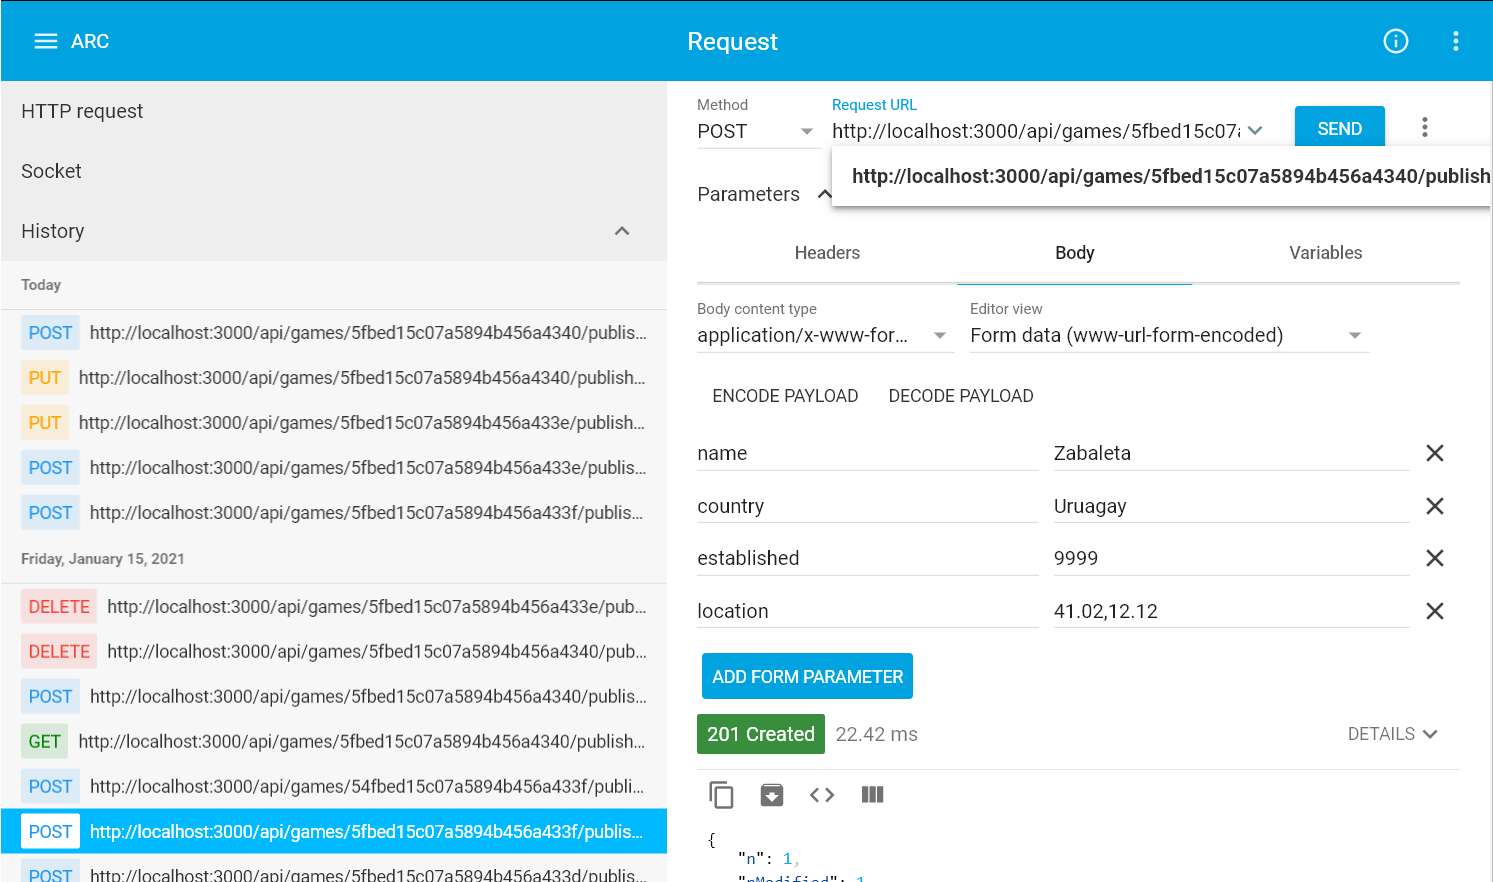 ARC
Request
HTTP request
Socket
History
Today
POST http://localhost:3000/api/games/5fbed15c07a5894b456a4340/publis...
PUT http://localhost:3000/api/games/5fbed15c07a5894b456a4340/publish...
PUT http://localhost:3000/api/games/5fbed15c07a5894b456a433e/publish...
POST http://localhost:3000/api/games/5fbed15c07a5894b456a433e/publis...
POST http://localhost:3000/api/games/5fbed15c07a5894b456a433f/publis...
Friday, January 15, 2021
DELETE http://localhost:3000/api/games/5fbed15c07a5894b456a433e/pub...
DELETE http://localhost:3000/api/games/5fbed15c07a5894b456a4340/pub...
POST http://localhost:3000/api/games/5fbed15c07a5894b456a4340/publis...
GET http://localhost:3000/api/games/5fbed15c07a5894b456a4340/publish...
POST http://localhost:3000/api/games/54fbed15c07a5894b456a433f/publi...
POST http://localhost:3000/api/games/5fbed15c07a5894b456a433f/publis...
POST http://localhost:3000/api/games/5fbed15c07a5894b456a433d/publis...
Method
POST
Request URL
http://localhost:3000/api/games/5fbed15c07a
SEND
http://localhost:3000/api/games/5fbed15c07a5894b456a4340/publish
Parameters
Headers Body Variables
Body content type
application/x-www-for...
Editor view
Form data (www-url-form-encoded)
ENCODE PAYLOAD DECODE PAYLOAD
name Zabaleta
country Uruagay
established 9999
location 41.02,12.12
ADD FORM PARAMETER
201 Created 22.42 ms DETAILS
{
"n": 1,
"nModified": 1